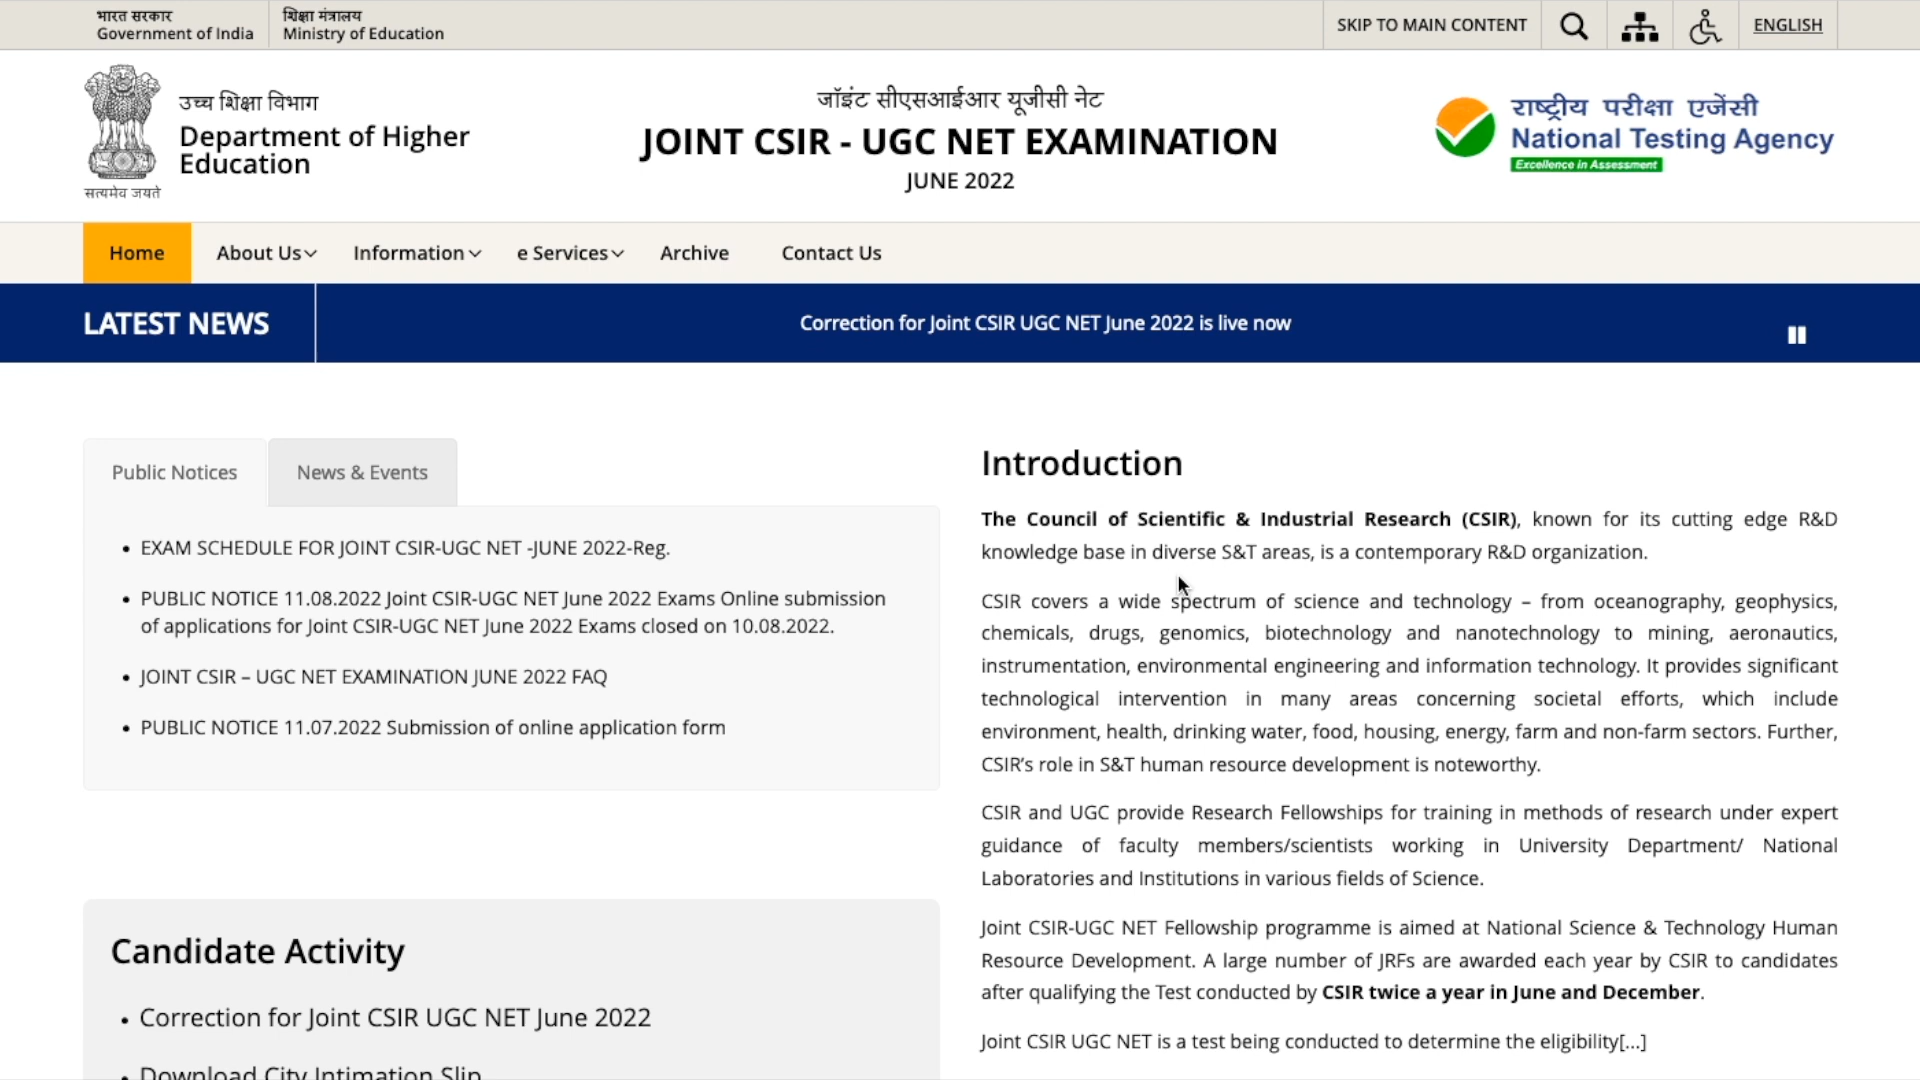 भारत सरकार
Government of India
शिक्षा मंत्रालय
Ministry of Education
SKIP TO MAIN CONTENT
ENGLISH
सत्यमेव जयते
उच्च शिक्षा विभाग
Department of Higher
Education
जॉइंट सीएसआईआर यूजीसी नेट
JOINT CSIR - UGC NET EXAMINATION
JUNE 2022
राष्ट्रीय परीक्षा एजेंसी
National Testing Agency
Excellence in Assessment
Home
About Us
Information
e Services
Archive
Contact Us
LATEST NEWS
Correction for Joint CSIR UGC NET June 2022 is live now
Public Notices
News & Events
• EXAM SCHEDULE FOR JOINT CSIR-UGC NET -JUNE 2022-Reg.
• PUBLIC NOTICE 11.08.2022 Joint CSIR-UGC NET June 2022 Exams Online submission
of applications for Joint CSIR-UGC NET June 2022 Exams closed on 10.08.2022.
• JOINT CSIR – UGC NET EXAMINATION JUNE 2022 FAQ
• PUBLIC NOTICE 11.07.2022 Submission of online application form
Candidate Activity
• Correction for Joint CSIR UGC NET June 2022
• Download City Intimation Slip
Introduction
The Council of Scientific & Industrial Research (CSIR), known for its cutting edge R&D
knowledge base in diverse S&T areas, is a contemporary R&D organization.
CSIR covers a wide spectrum of science and technology – from oceanography, geophysics,
chemicals, drugs, genomics, biotechnology and nanotechnology to mining, aeronautics,
instrumentation, environmental engineering and information technology. It provides significant
technological intervention in many areas concerning societal efforts, which include
environment, health, drinking water, food, housing, energy, farm and non-farm sectors. Further,
CSIR’s role in S&T human resource development is noteworthy.
CSIR and UGC provide Research Fellowships for training in methods of research under expert
guidance of faculty members/scientists working in University Department/ National
Laboratories and Institutions in various fields of Science.
Joint CSIR-UGC NET Fellowship programme is aimed at National Science & Technology Human
Resource Development. A large number of JRFs are awarded each year by CSIR to candidates
after qualifying the Test conducted by CSIR twice a year in June and December.
Joint CSIR UGC NET is a test being conducted to determine the eligibility[...]